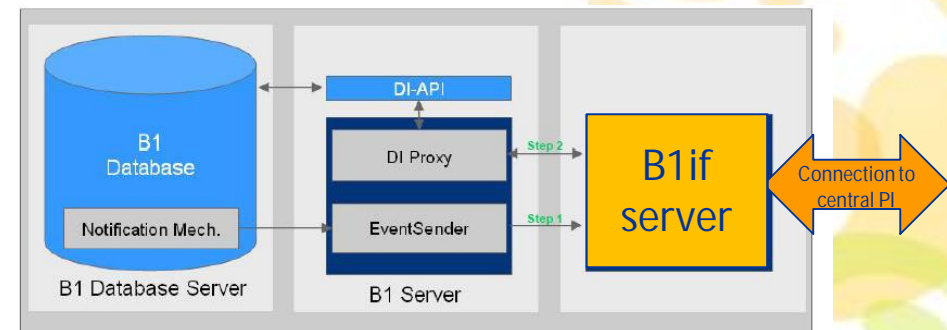 B1
Database
Notification Mech.
B1 Database Server
DI-API
DI Proxy
EventSender
B1 Server
Step 2
Step 1
B1if
server
Connection to
central PI